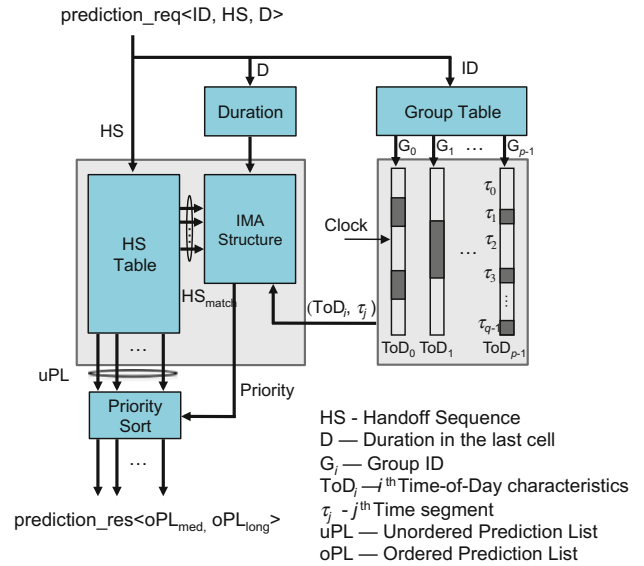 prediction_req<ID, HS, D>
D
ID
HS
Duration
Group Table
G0 G1 … Gp-1
HS Table
IMA Structure
HSmatch
Clock
τ0
τ1
τ2
…
τ3
⋮
τq-1
ToD0 ToD1 ToDp-1
(ToDi, τj)
…
uPL
Priority
Priority Sort
…
prediction_res<oPLmed, oPLlong>
HS - Handoff Sequence
D — Duration in the last cell
Gi — Group ID
ToDi —ith Time-of-Day characteristics
τj - jth Time segment
uPL — Unordered Prediction List
oPL — Ordered Prediction List